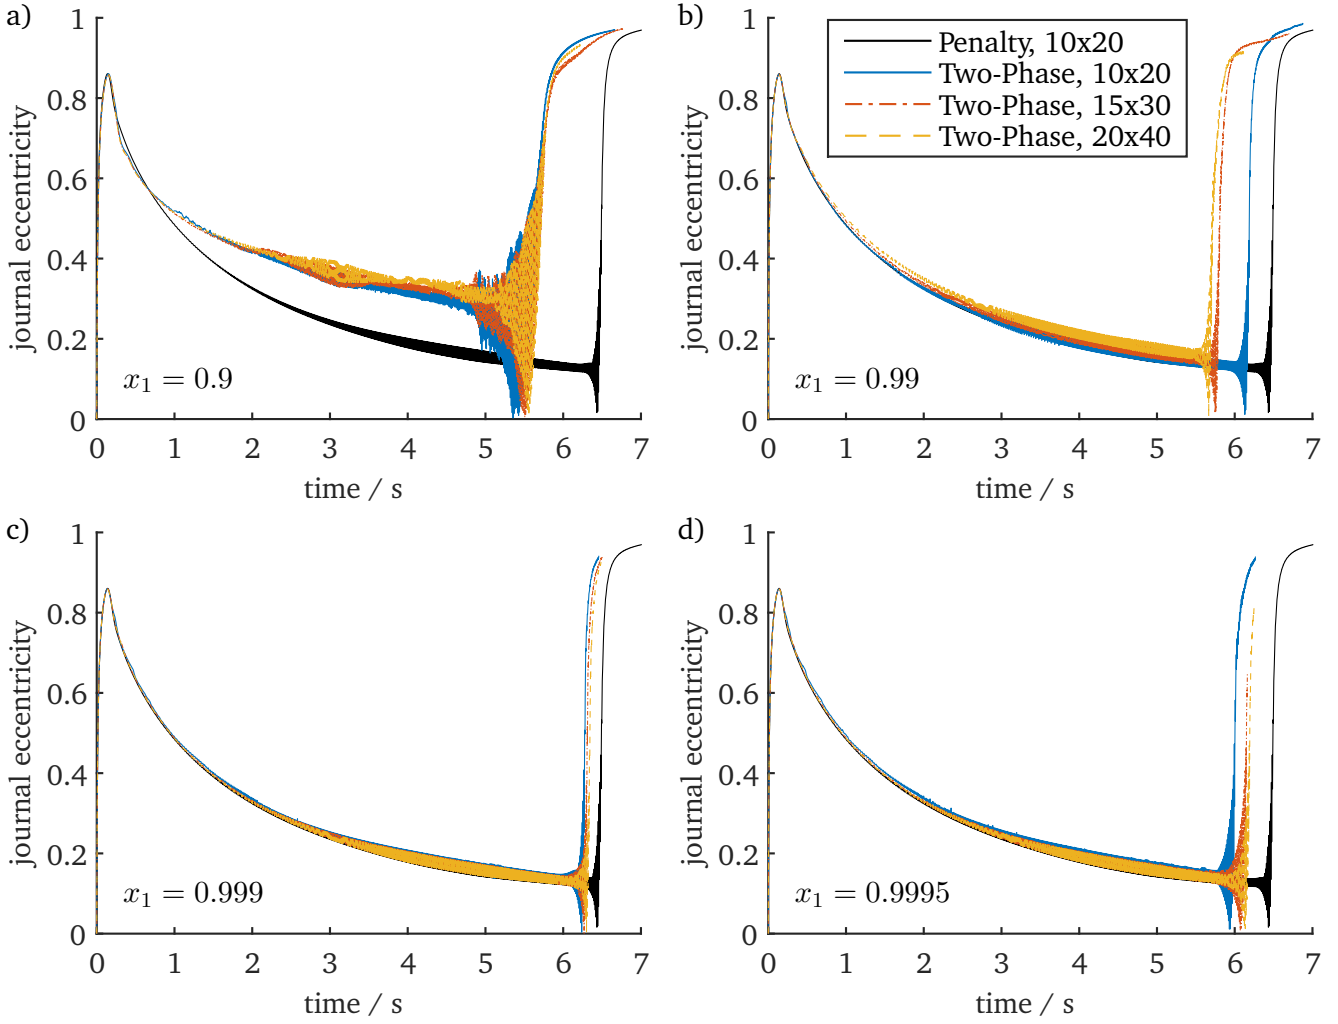 a)
1
0.8
0.6
0.4
0.2
0
journal eccentricity
x₁ = 0.9
0 1 2 3 4 5 6 7
time / s
b)
1
0.8
0.6
0.4
0.2
0
journal eccentricity
Penalty, 10x20
Two-Phase, 10x20
Two-Phase, 15x30
Two-Phase, 20x40
x₁ = 0.99
0 1 2 3 4 5 6 7
time / s
c)
1
0.8
0.6
0.4
0.2
0
journal eccentricity
x₁ = 0.999
0 1 2 3 4 5 6 7
time / s
d)
1
0.8
0.6
0.4
0.2
0
journal eccentricity
x₁ = 0.9995
0 1 2 3 4 5 6 7
time / s